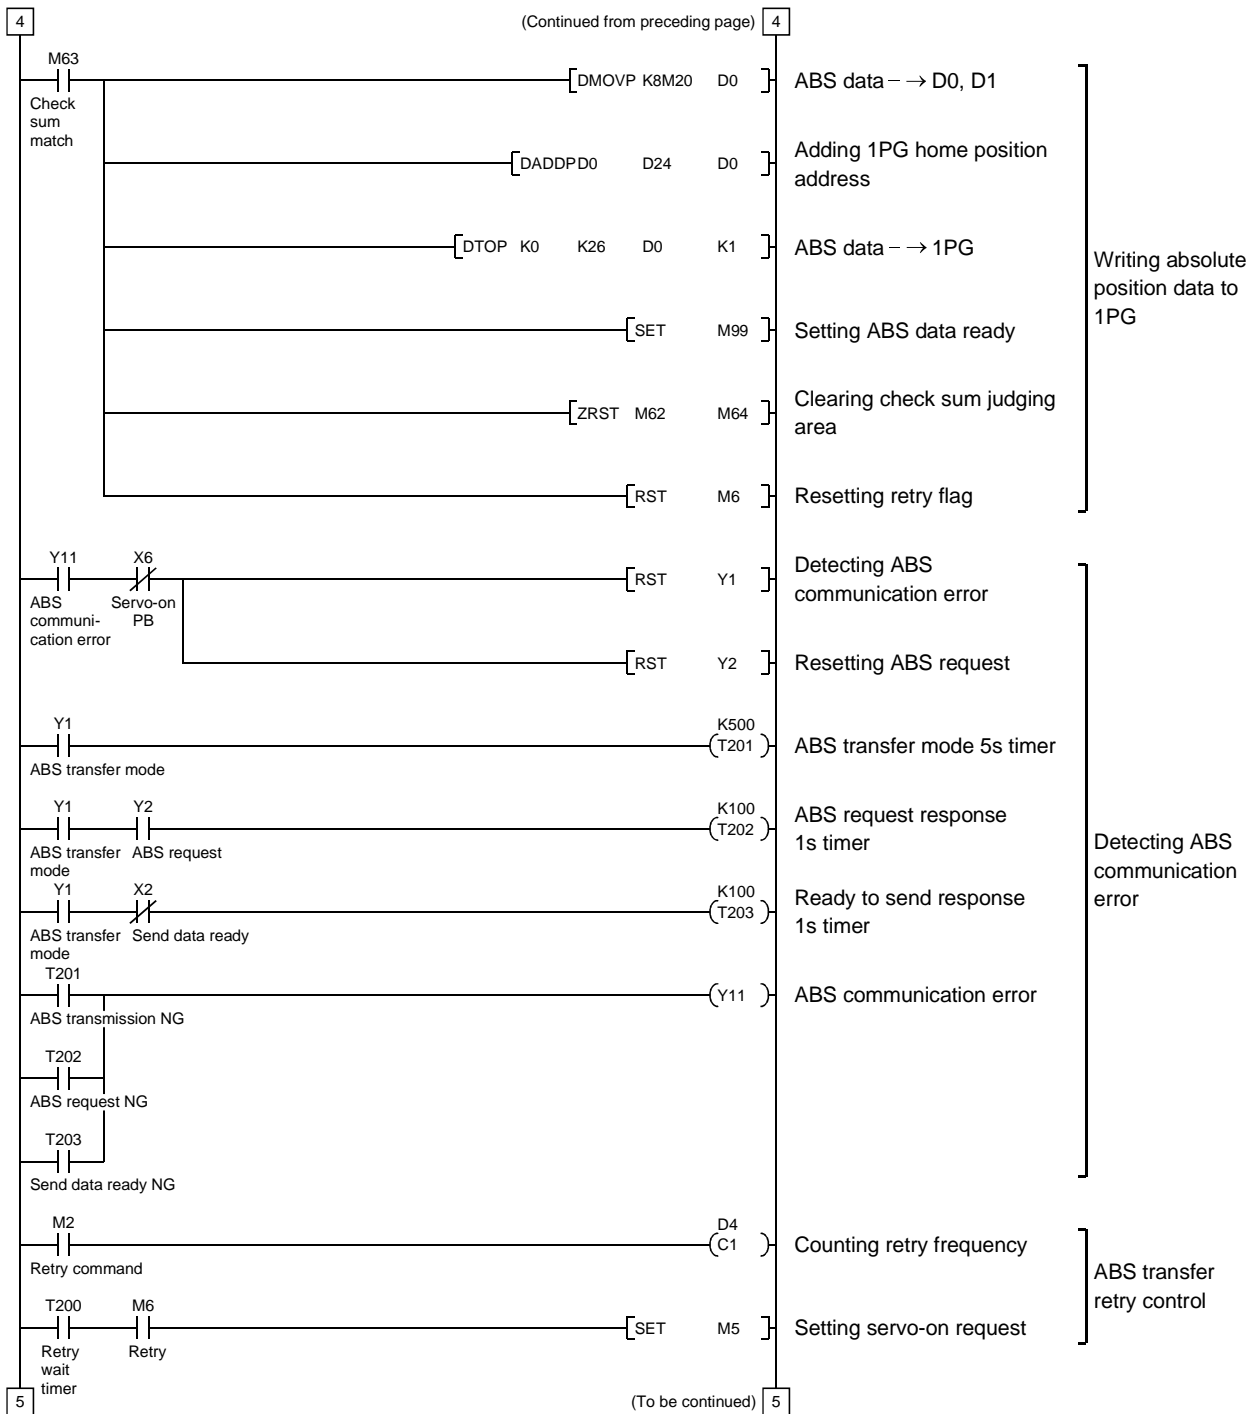 4 (Continued from preceding page) 4
M63
DMOVP K8M20 D0 ABS data − → D0, D1
Check
sum
match
DADDPD0 D24 D0 Adding 1PG home position
address
DTOP K0 K26 D0 K1 ABS data − → 1PG
Writing absolute
position data to
1PG
SET M99 Setting ABS data ready
ZRST M62 M64 Clearing check sum judging
area
RST M6 Resetting retry flag
Y11 X6
RST Y1 Detecting ABS
communication error
ABS
communi-
cation error
Servo-on
PB
RST Y2 Resetting ABS request
Y1 K500
T201 ABS transfer mode 5s timer
ABS transfer mode
Y1 Y2 K100
T202 ABS request response
1s timer
ABS transfer
mode
ABS request
Detecting ABS
communication
error
Y1 X2 K100
T203 Ready to send response
1s timer
ABS transfer
mode
Send data ready
T201
Y11 ABS communication error
ABS transmission NG
T202
ABS request NG
T203
Send data ready NG
M2 D4
C1 Counting retry frequency
Retry command
ABS transfer
retry control
T200 M6
SET M5 Setting servo-on request
Retry
wait
timer
Retry
5 (To be continued) 5